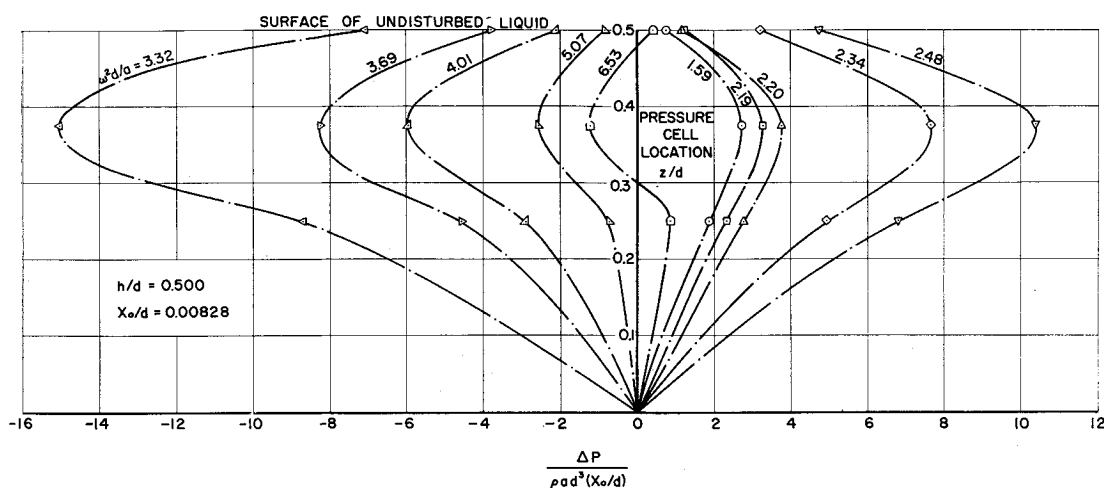 SURFACE OF UNDISTURBED LIQUID
0.5
ω²d/a = 3.32
3.69
4.01
5.07
6.53
1.59
2.19
2.20
2.34
2.48
0.4
PRESSURE
CELL
LOCATION
z/d
0.3
0.2
h/d = 0.500
X₀/d = 0.00828
0.1
-16 -14 -12 -10 -8 -6 -4 -2 0 2 4 6 8 10 12
ΔP
ρad³(X₀/d)